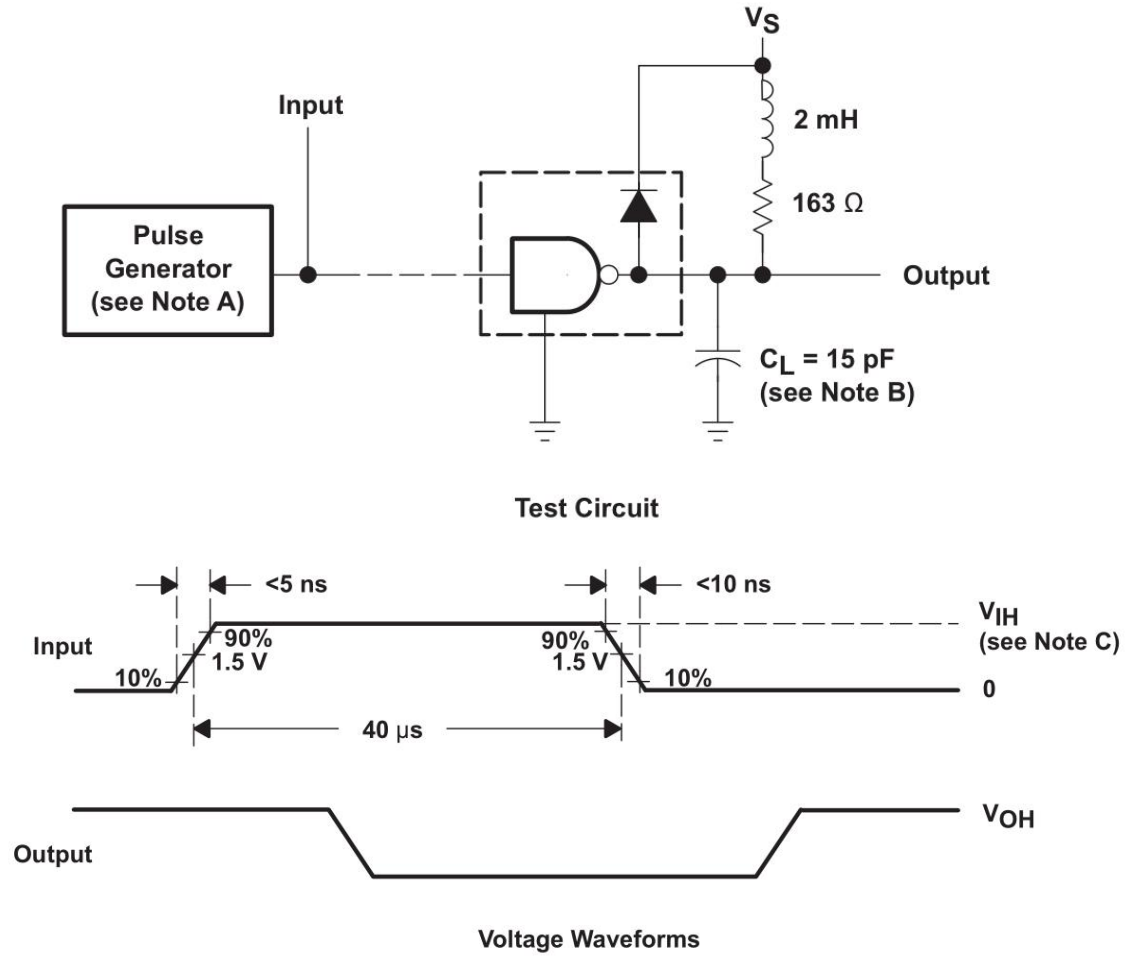 VS
Input
2 mH
163 Ω
Pulse
Generator
(see Note A)
Output
CL = 15 pF
(see Note B)
Test Circuit
<5 ns
<10 ns
VIH
(see Note C)
Input
90%
1.5 V
90%
1.5 V
10%
10%
0
40 μs
VOH
Output
Voltage Waveforms